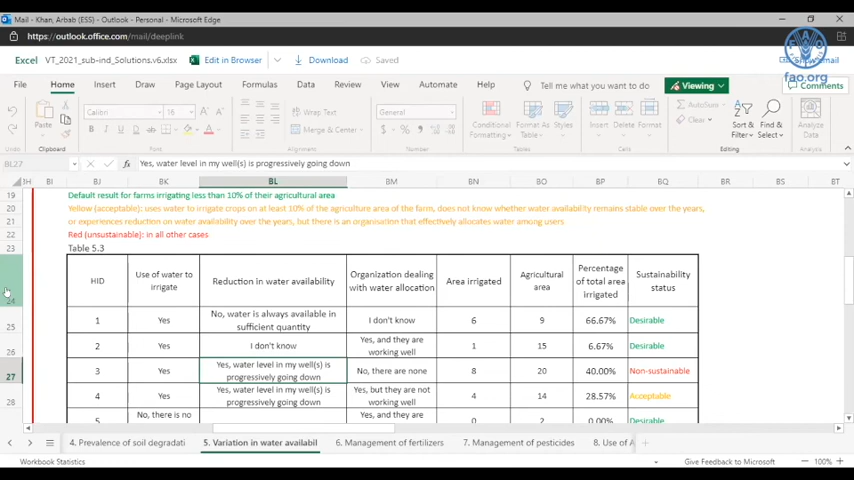 Mail - Khan, Arbab (ESS) - Outlook - Personal - Microsoft Edge
https://outlook.office.com/mail/deeplink
Excel VT_2021_sub-ind_Solutions.v6.xlsx Edit in Browser Download Saved
fao.org
File Home Insert Draw Page Layout Formulas Data Review View Automate Help Tell me what you want to do Viewing Comments
Paste Calibri 16 Wrap Text General Conditional Format Styles Insert Delete Format AutoSum Sort & Find & Analyze
B I D Merge & Center $ % Formatting As Table Clear Filter Select Data
Alignment Number Editing
BL27 fx Yes, water level in my well(s) is progressively going down
IH BI BJ BK BL BM BN BO BP BQ BR BS BT
19 Default result for farms irrigating less than 10% of their agricultural area
20 Yellow (acceptable): uses water to irrigate crops on at least 10% of the agriculture area of the farm, does not know whether water availability remains stable over the years,
21 or experiences reduction on water availability over the years, but there is an organisation that effectively allocates water among users
22 Red (unsustainable): in all other cases
23 Table 5.3
24 HID Use of water to irrigate Reduction in water availability Organization dealing with water allocation Area irrigated Agricultural area Percentage of total area irrigated Sustainability status
25 1 Yes No, water is always available in sufficient quantity I don't know 6 9 66.67% Desirable
26 2 Yes I don't know Yes, and they are working well 1 15 6.67% Desirable
27 3 Yes Yes, water level in my well(s) is progressively going down No, there are none 8 20 40.00% Non-sustainable
28 4 Yes Yes, water level in my well(s) is progressively going down Yes, but they are not working well 4 14 28.57% Acceptable
5 No, there is no Yes, and they are 0 2 0.00% Desirable
4. Prevalence of soil degradati 5. Variation in water availabil 6. Management of fertilizers 7. Management of pesticides 8. Use of A
Workbook Statistics Give Feedback to Microsoft 100%